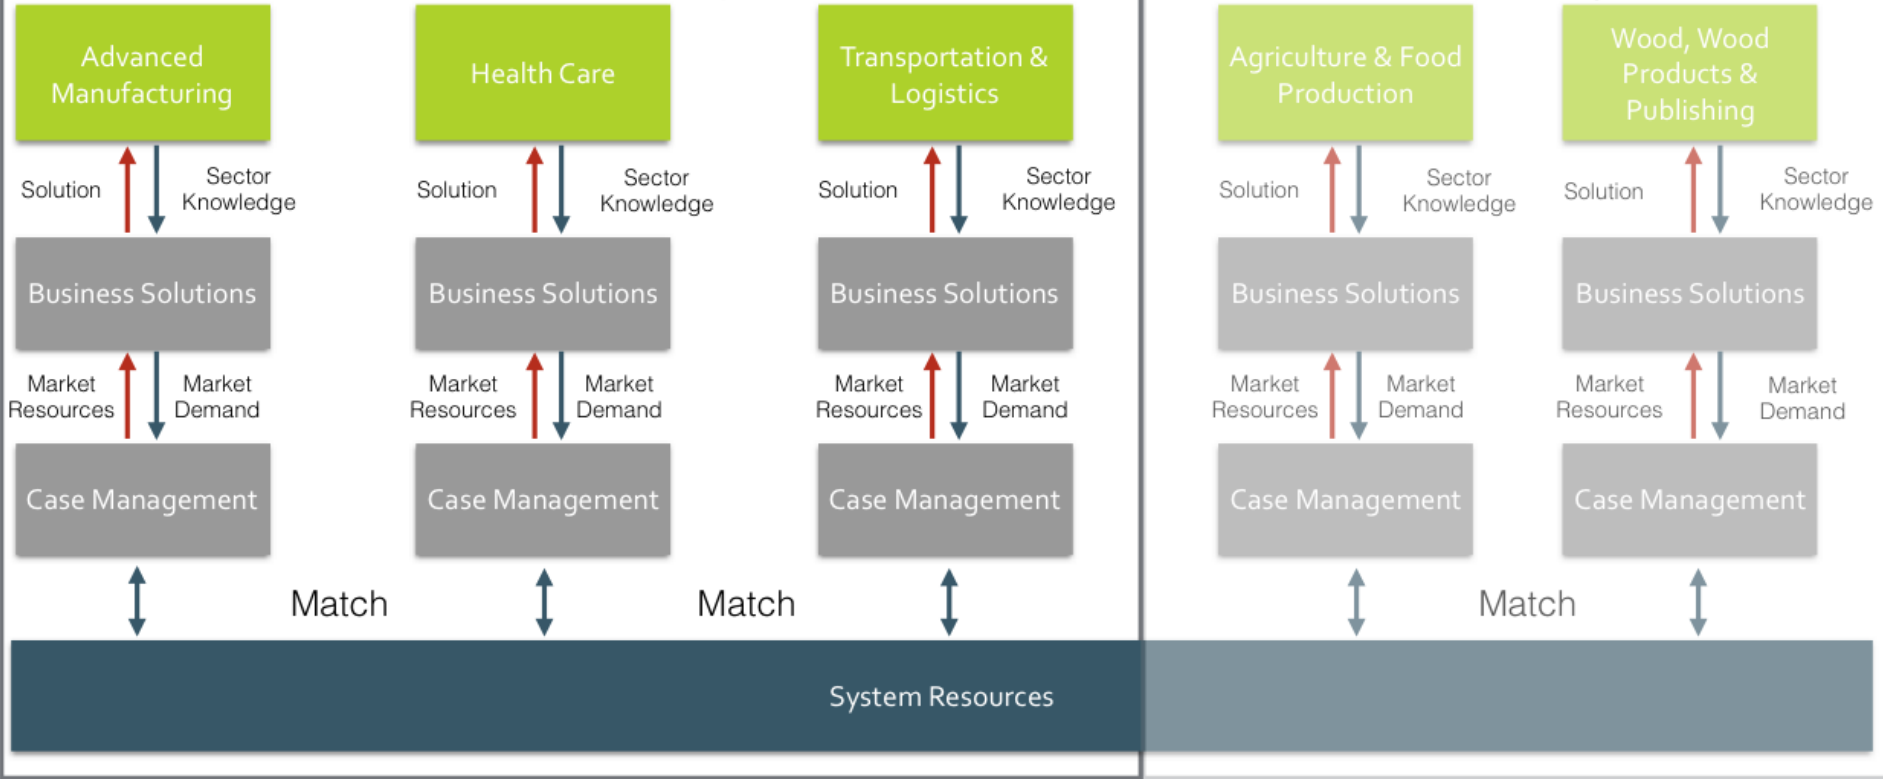 Advanced
Manufacturing
Health Care
Transportation &
Logistics
Agriculture & Food
Production
Wood, Wood
Products &
Publishing
Solution
Sector
Knowledge
Solution
Sector
Knowledge
Solution
Sector
Knowledge
Solution
Sector
Knowledge
Solution
Sector
Knowledge
Business Solutions
Business Solutions
Business Solutions
Business Solutions
Business Solutions
Market
Resources
Market
Demand
Market
Resources
Market
Demand
Market
Resources
Market
Demand
Market
Resources
Market
Demand
Market
Resources
Market
Demand
Case Management
Case Management
Case Management
Case Management
Case Management
Match
Match
Match
System Resources